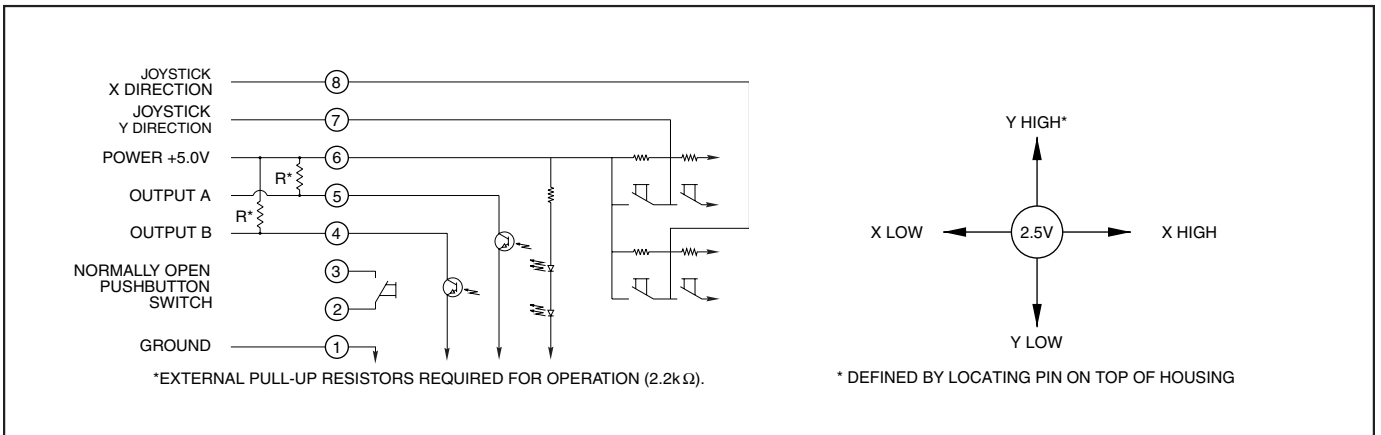 JOYSTICK
X DIRECTION
8
JOYSTICK
Y DIRECTION
7
POWER +5.0V
6
R*
OUTPUT A
5
R*
OUTPUT B
4
NORMALLY OPEN
PUSHBUTTON
SWITCH
3
2
GROUND
1
*EXTERNAL PULL-UP RESISTORS REQUIRED FOR OPERATION (2.2kΩ).
Y HIGH*
X LOW
2.5V
X HIGH
Y LOW
* DEFINED BY LOCATING PIN ON TOP OF HOUSING